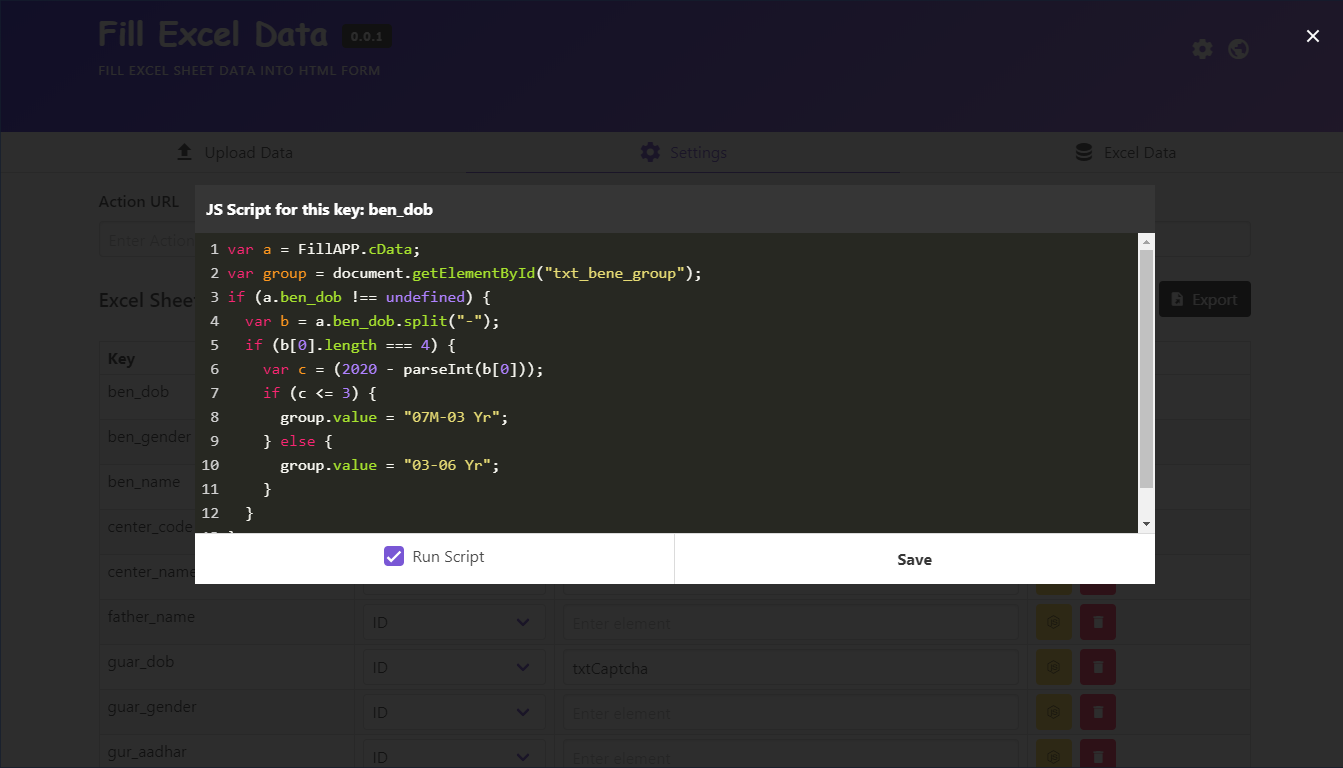 Fill Excel Data 0.0.1
FILL EXCEL SHEET DATA INTO HTML FORM
Upload Data
Settings
Excel Data
Action URL
Enter Action
Excel Sheet
Export
JS Script for this key: ben_dob
1 var a = FillAPP.cData;
2 var group = document.getElementById("txt_bene_group");
3 if (a.ben_dob !== undefined) {
4   var b = a.ben_dob.split("-");
5   if (b[0].length === 4) {
6     var c = (2020 - parseInt(b[0]));
7     if (c <= 3) {
8       group.value = "07M-03 Yr";
9     } else {
10       group.value = "03-06 Yr";
11     }
12   }
Run Script
Save
Key
ben_dob
ben_gender
ben_name
center_code
center_name
father_name ID Enter element
guar_dob ID txtCaptcha
guar_gender ID Enter element
gur_aadhar ID Enter element